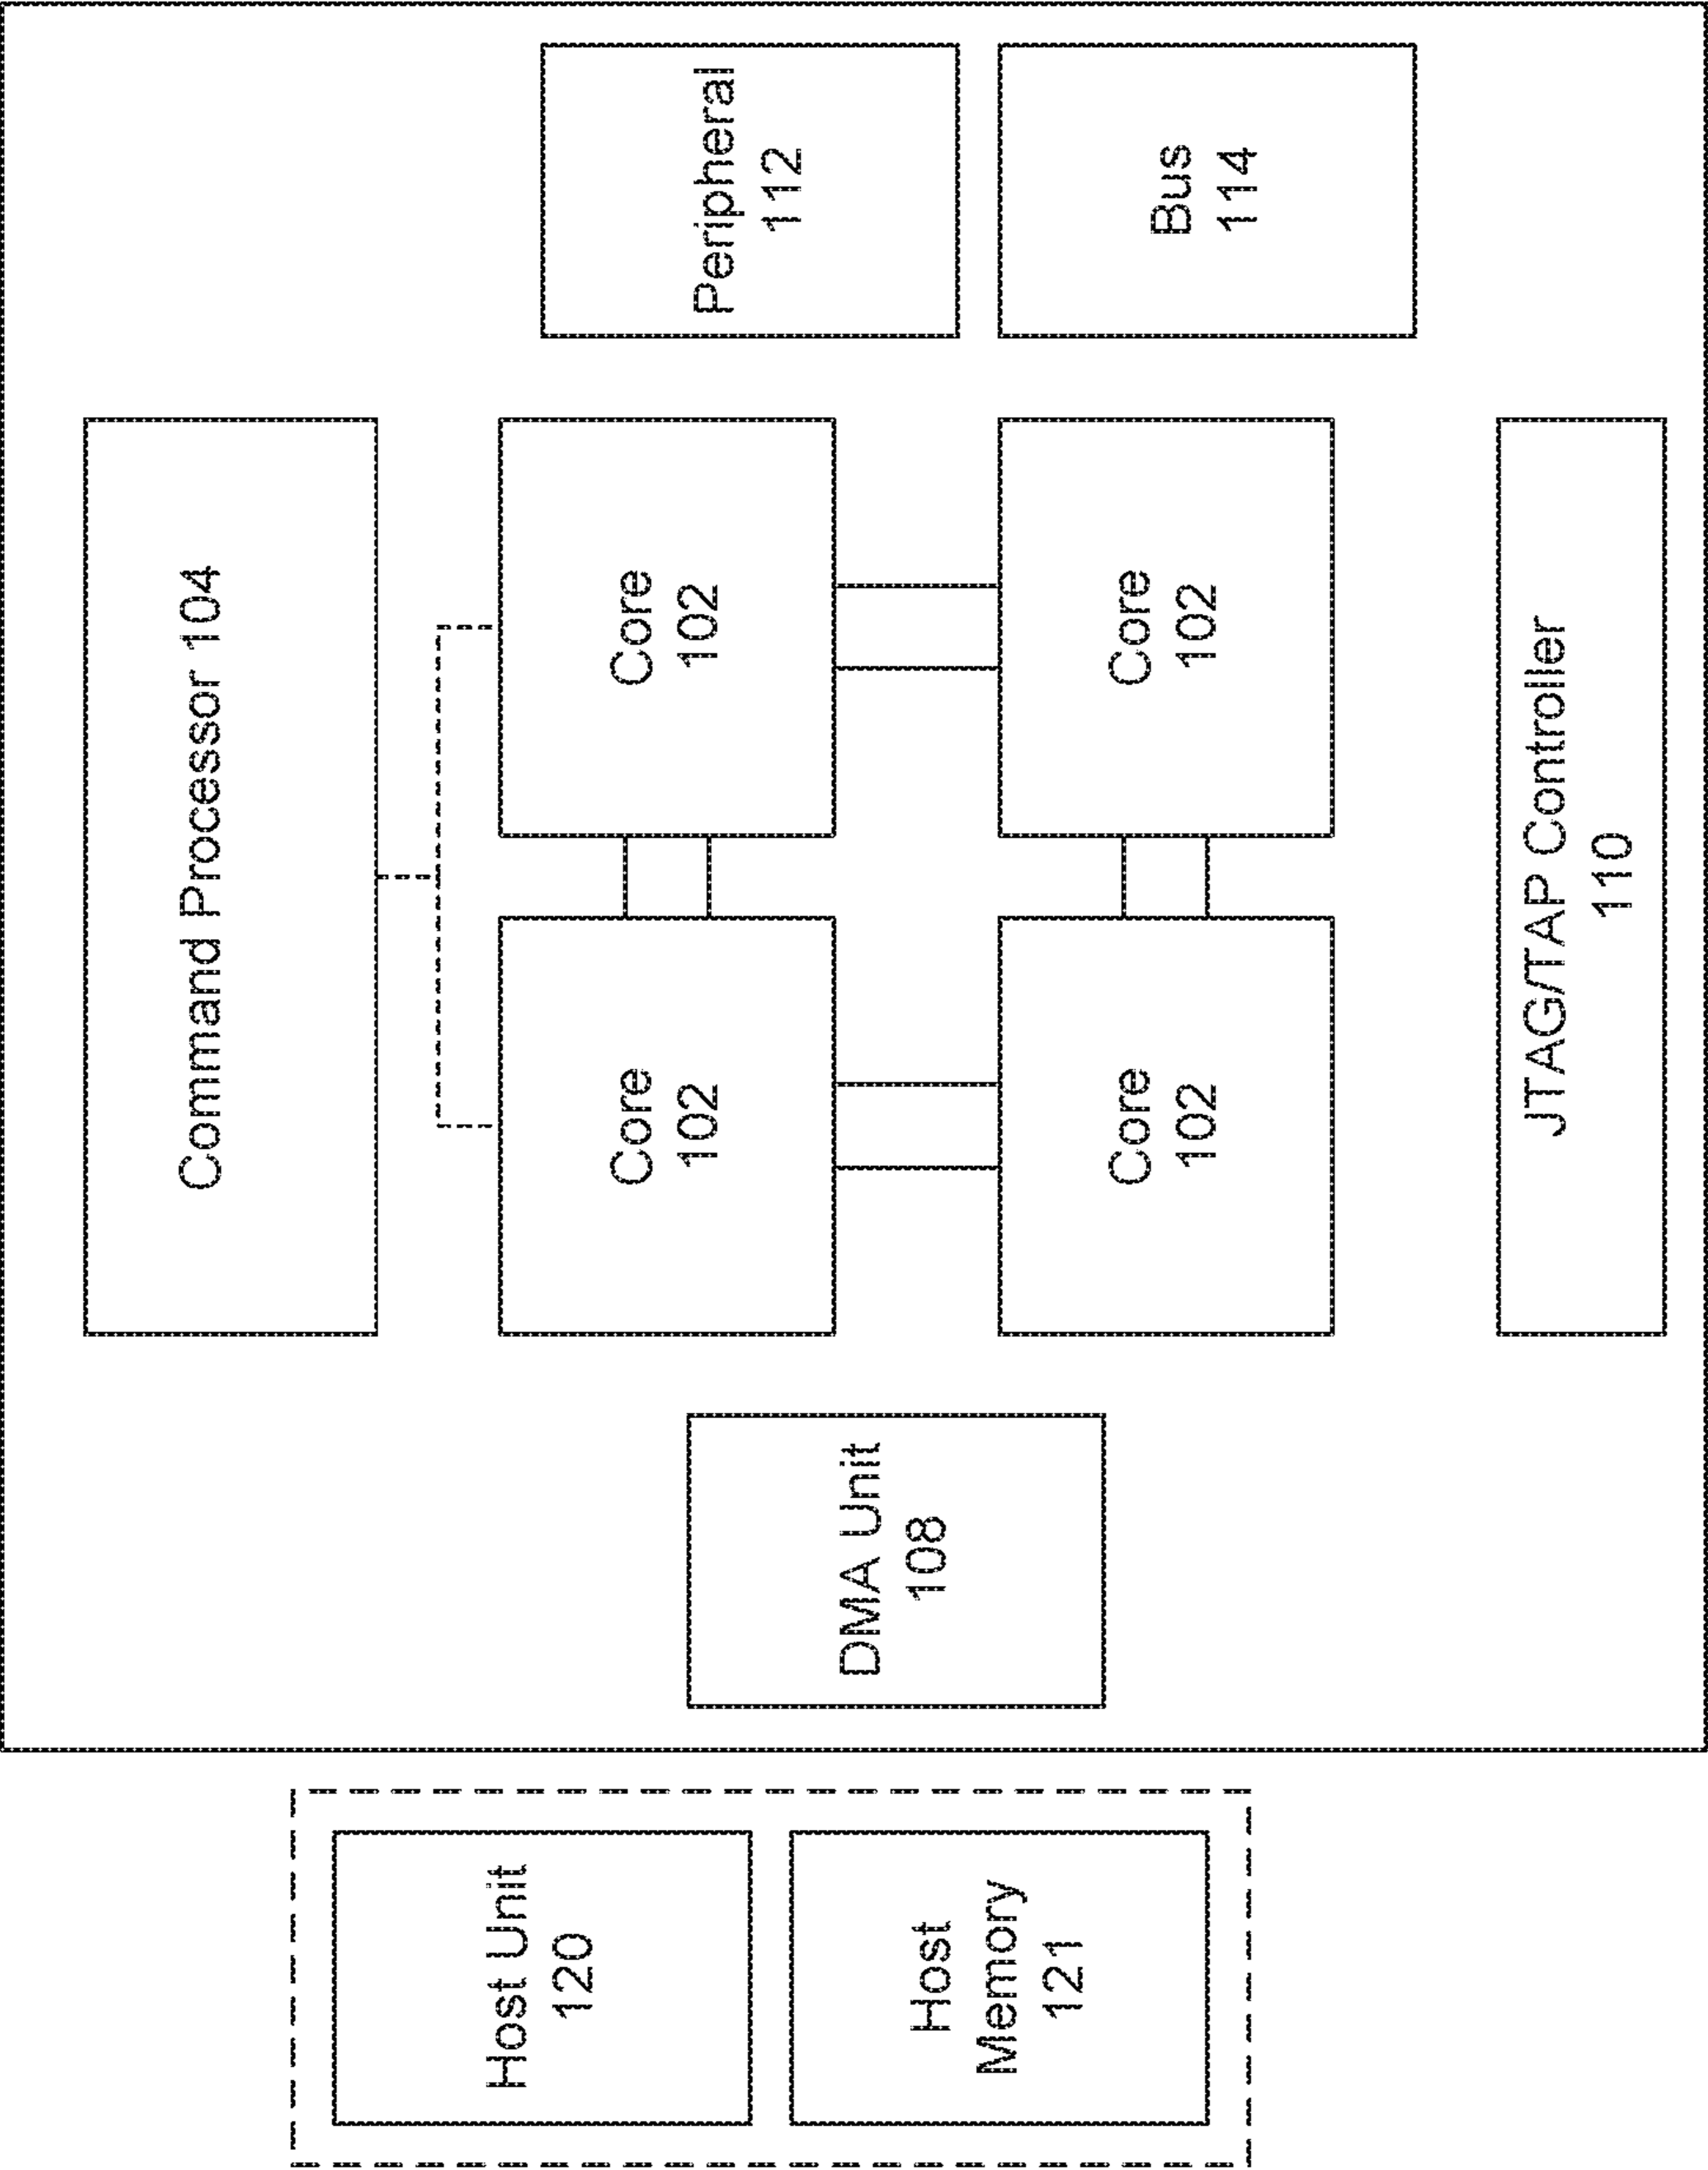 Command Processor 104
Host Unit
120
Host
Memory
121
DMA Unit
108
Core
102
Core
102
Core
102
Core
102
Peripheral
112
Bus
114
JTAG/TAP Controller
110